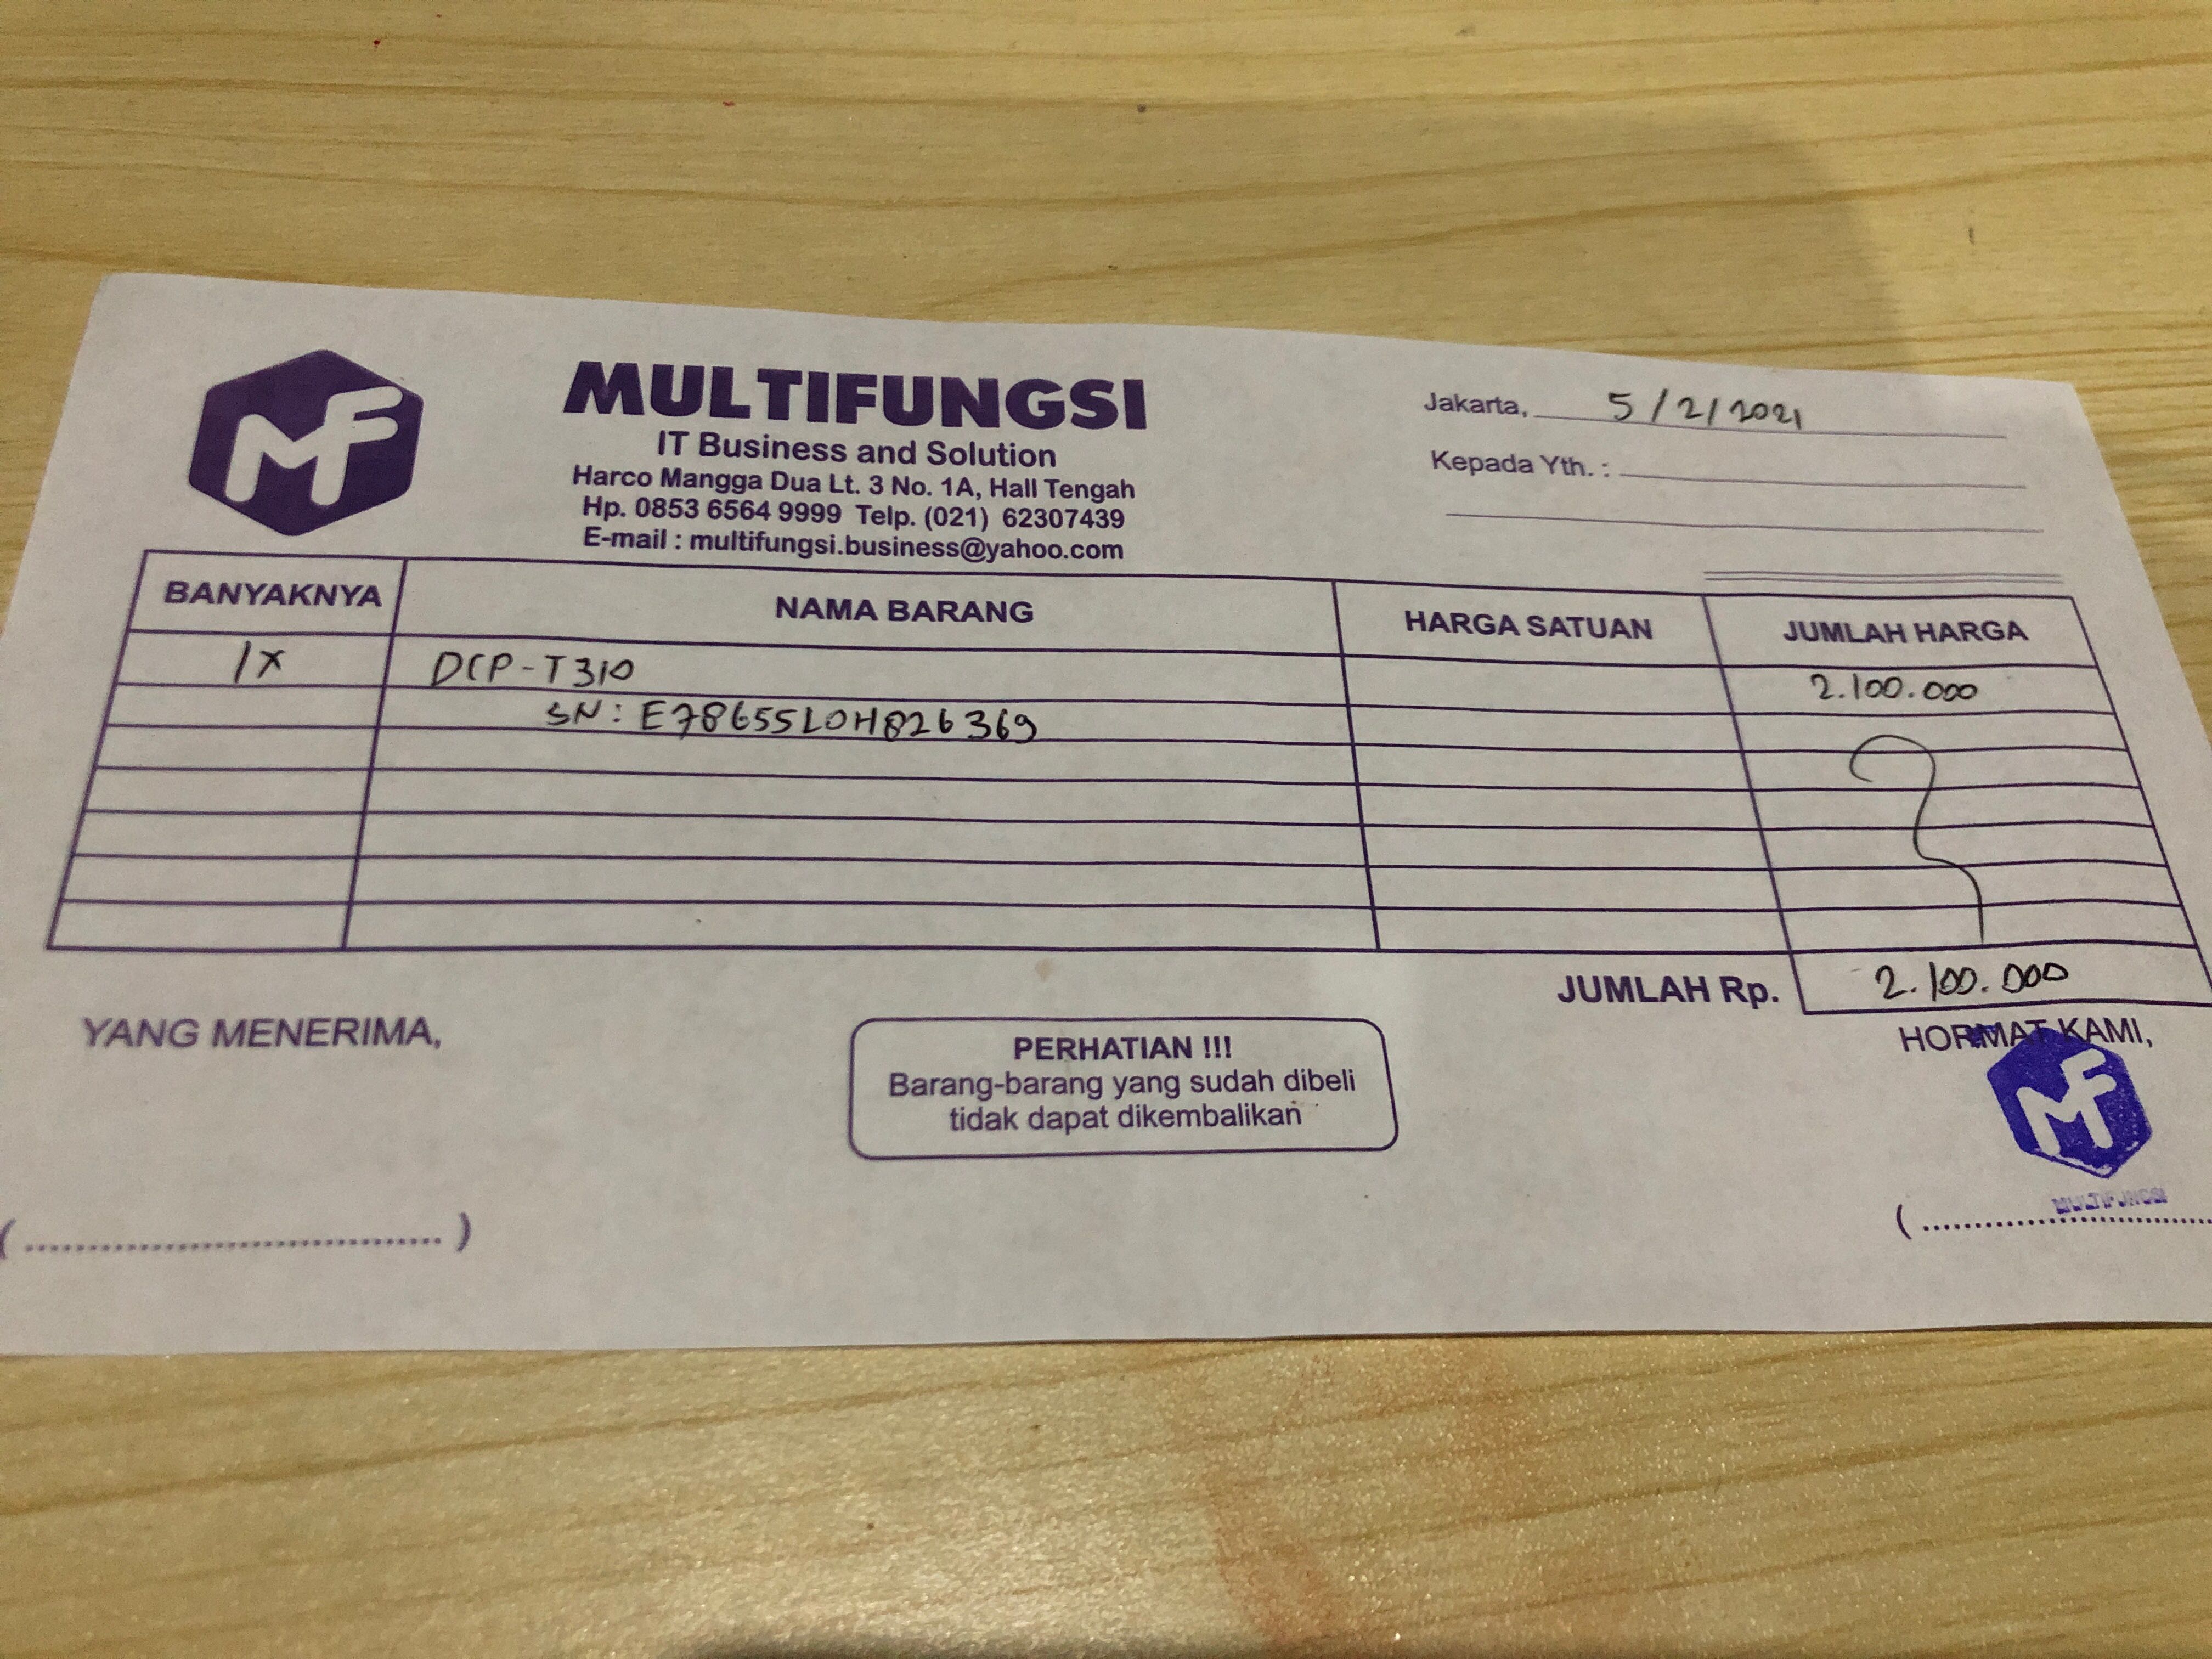 MF
MULTIFUNGSI
IT Business and Solution
Harco Mangga Dua Lt. 3 No. 1A, Hall Tengah
Hp. 0853 6564 9999 Telp. (021) 62307439
E-mail : multifungsi.business@yahoo.com
Jakarta, 5/2/2021
Kepada Yth. :
BANYAKNYA NAMA BARANG HARGA SATUAN JUMLAH HARGA
1X DCP-T310 2.100.000
SN: E78655L0H826369
JUMLAH Rp. 2.100.000
YANG MENERIMA,
PERHATIAN !!!
Barang-barang yang sudah dibeli
tidak dapat dikembalikan
HORMAT KAMI,
MF
MULTIFUNGSI
(....................................)
(....................................